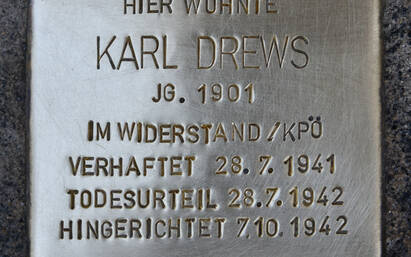 HIER WOHNTE
KARL DREWS
JG. 1901
IM WIDERSTAND/KPÖ
VERHAFTET 28.7.1941
TODESURTEIL 28.7.1942
HINGERICHTET 7.10.1942